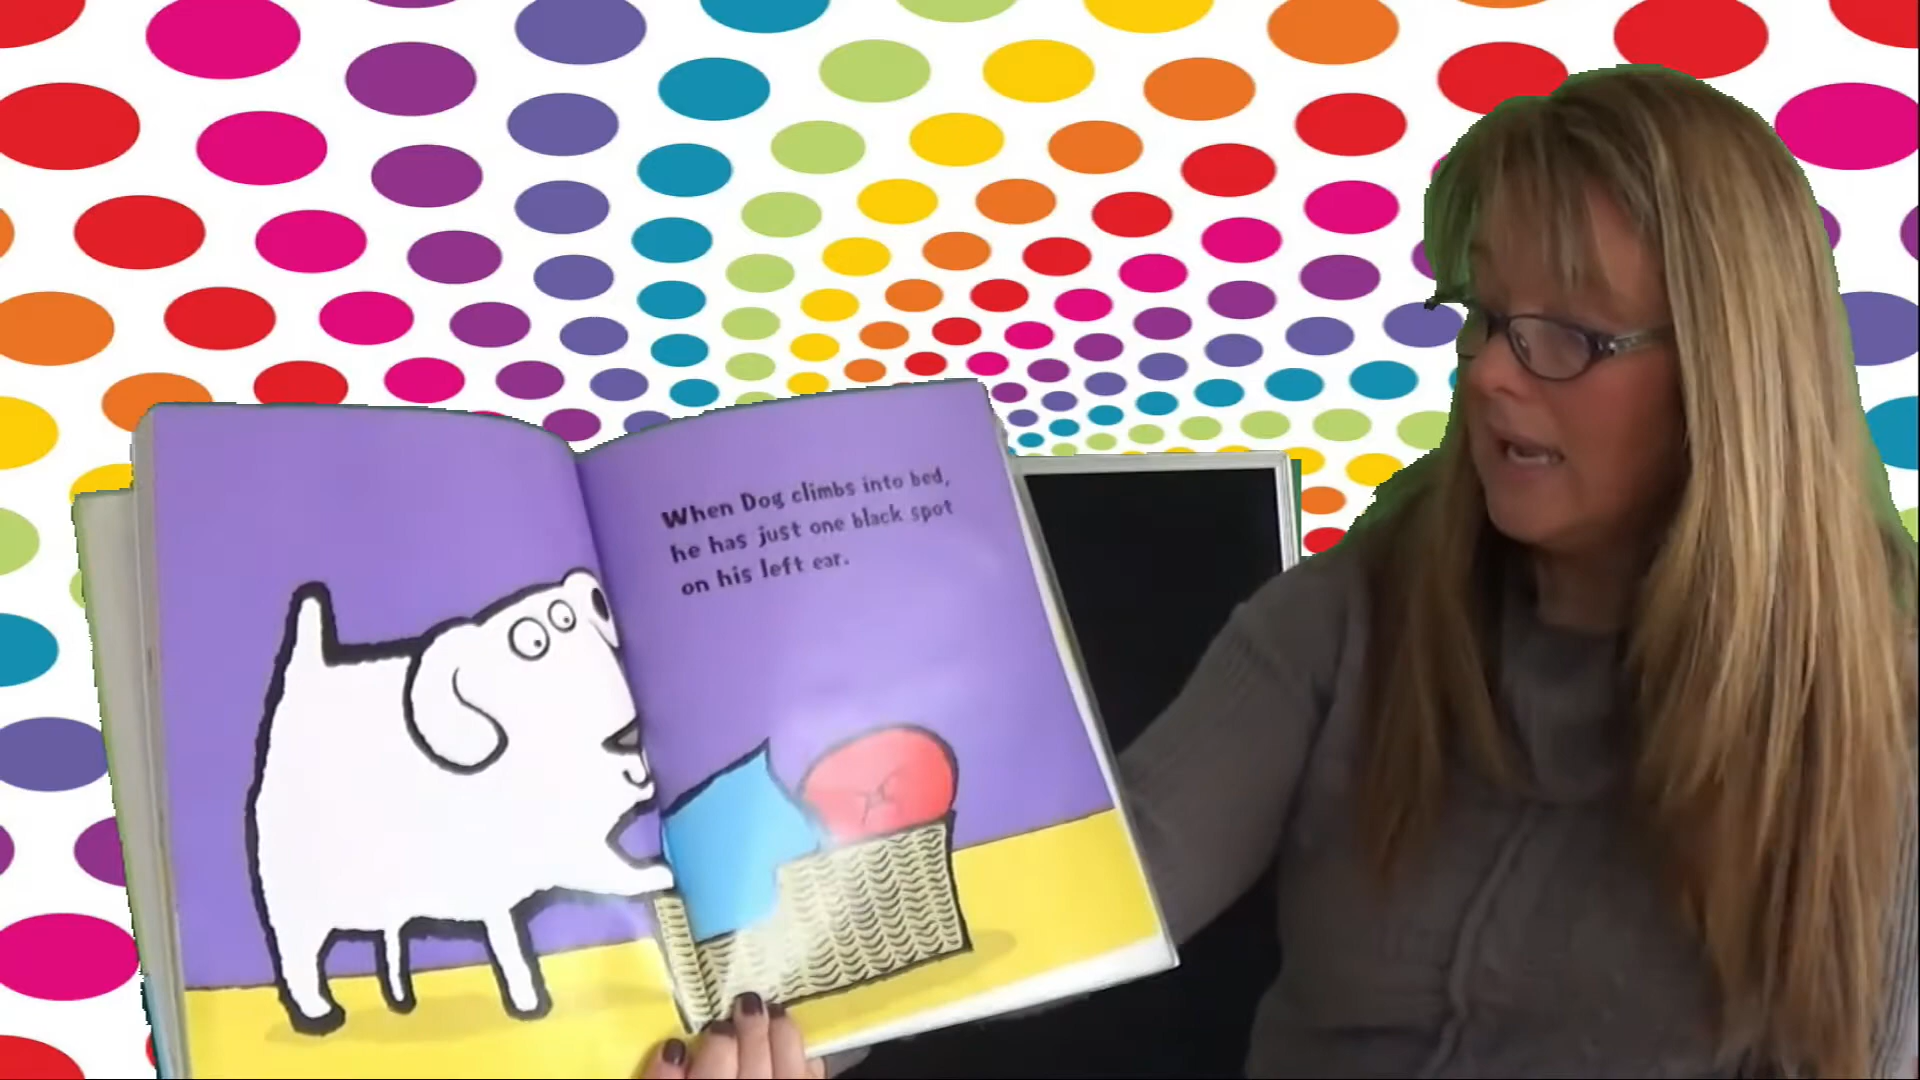 When Dog climbs into bed,
he has just one black spot
on his left ear.